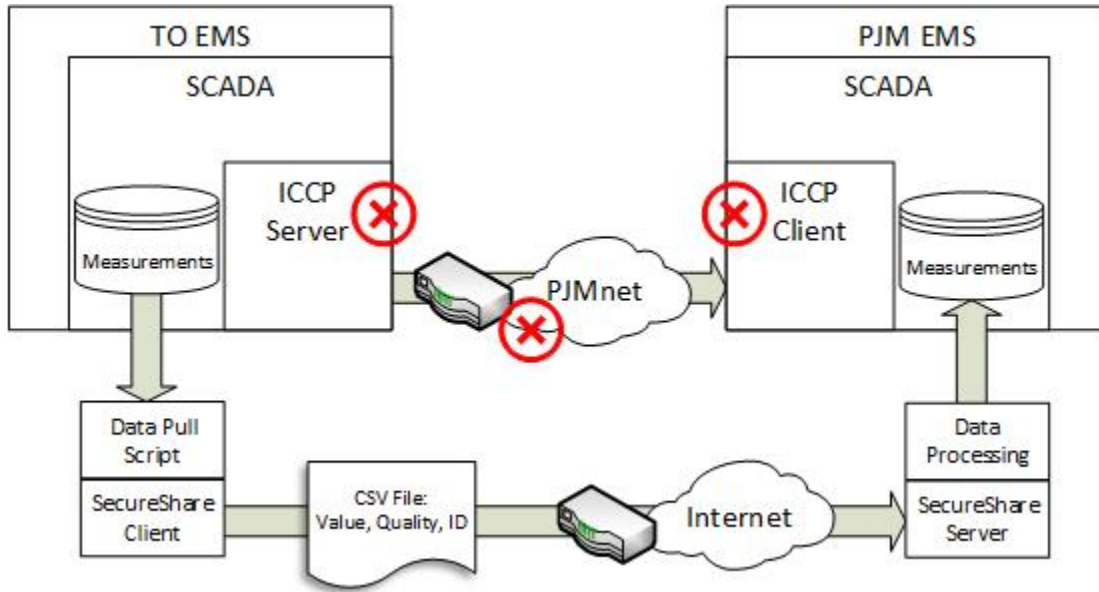 TO EMS
SCADA
ICCP
Server
Measurements
PJMnet
PJM EMS
SCADA
ICCP
Client
Measurements
Data Pull
Script
SecureShare
Client
CSV File:
Value, Quality, ID
Internet
Data
Processing
SecureShare
Server